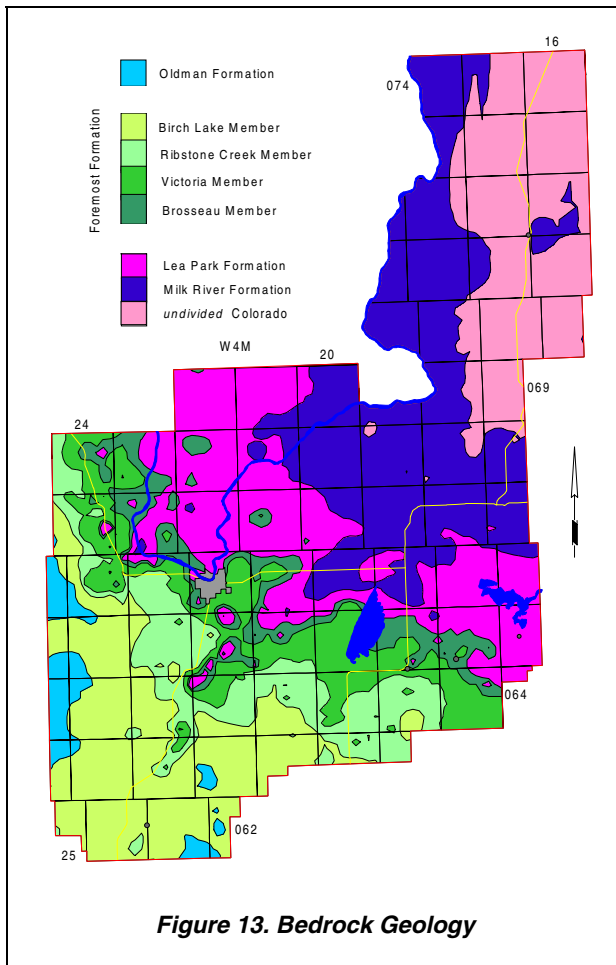 16
074
Oldman Formation
Foremost Formation
Birch Lake Member
Ribstone Creek Member
Victoria Member
Brosseau Member
Lea Park Formation
Milk River Formation
undivided Colorado
W4M
20
069
24
064
062
25
Figure 13. Bedrock Geology